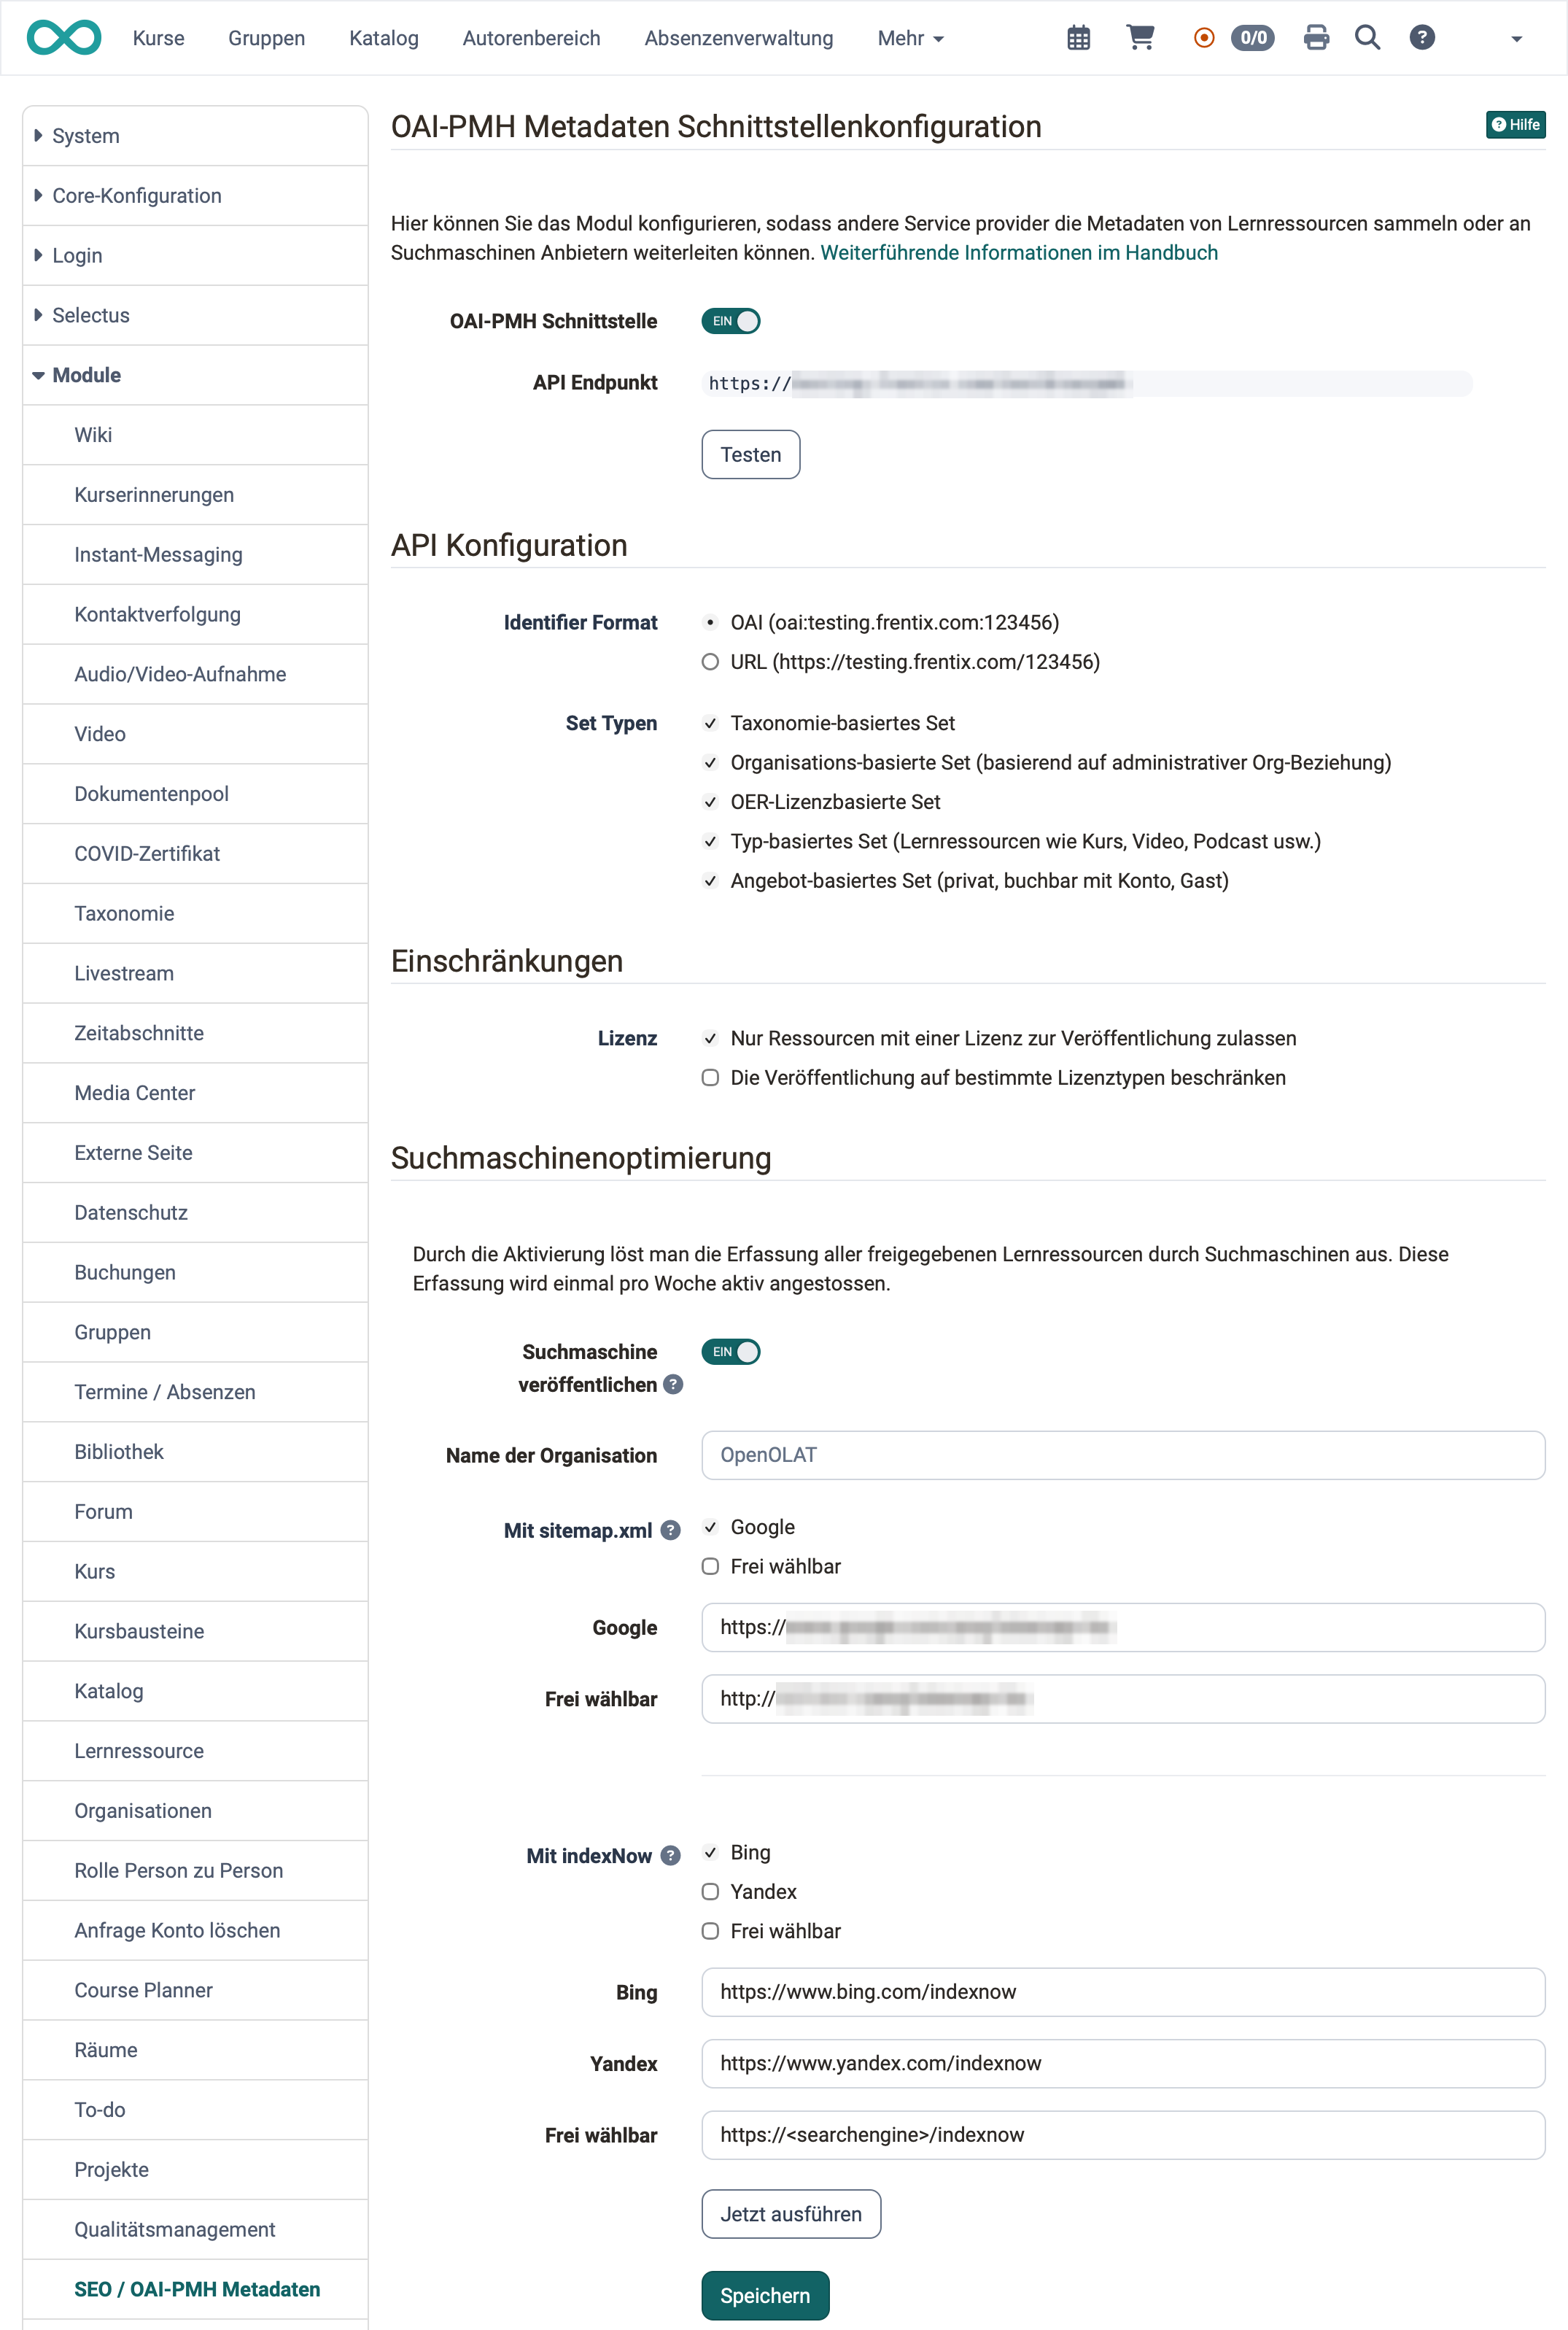 Kurse Gruppen Katalog Autorenbereich Absenzenverwaltung Mehr 0/0
System
Core-Konfiguration
Login
Selectus
Module
Wiki
Kurserinnerungen
Instant-Messaging
Kontaktverfolgung
Audio/Video-Aufnahme
Video
Dokumentenpool
COVID-Zertifikat
Taxonomie
Livestream
Zeitabschnitte
Media Center
Externe Seite
Datenschutz
Buchungen
Gruppen
Termine / Absenzen
Bibliothek
Forum
Kurs
Kursbausteine
Katalog
Lernressource
Organisationen
Rolle Person zu Person
Anfrage Konto löschen
Course Planner
Räume
To-do
Projekte
Qualitätsmanagement
SEO / OAI-PMH Metadaten
OAI-PMH Metadaten Schnittstellenkonfiguration
Hilfe
Hier können Sie das Modul konfigurieren, sodass andere Service provider die Metadaten von Lernressourcen sammeln oder an
Suchmaschinen Anbietern weiterleiten können. Weiterführende Informationen im Handbuch
OAI-PMH Schnittstelle EIN
API Endpunkt https://
Testen
API Konfiguration
Identifier Format OAI (oai:testing.frentix.com:123456)
URL (https://testing.frentix.com/123456)
Set Typen Taxonomie-basiertes Set
Organisations-basierte Set (basierend auf administrativer Org-Beziehung)
OER-Lizenzbasierte Set
Typ-basiertes Set (Lernressourcen wie Kurs, Video, Podcast usw.)
Angebot-basiertes Set (privat, buchbar mit Konto, Gast)
Einschränkungen
Lizenz Nur Ressourcen mit einer Lizenz zur Veröffentlichung zulassen
Die Veröffentlichung auf bestimmte Lizenztypen beschränken
Suchmaschinenoptimierung
Durch die Aktivierung löst man die Erfassung aller freigegebenen Lernressourcen durch Suchmaschinen aus. Diese
Erfassung wird einmal pro Woche aktiv angestossen.
Suchmaschine EIN
veröffentlichen
Name der Organisation OpenOLAT
Mit sitemap.xml Google
Frei wählbar
Google https://
Frei wählbar http://
Mit indexNow Bing
Yandex
Frei wählbar
Bing https://www.bing.com/indexnow
Yandex https://www.yandex.com/indexnow
Frei wählbar https://<searchengine>/indexnow
Jetzt ausführen
Speichern